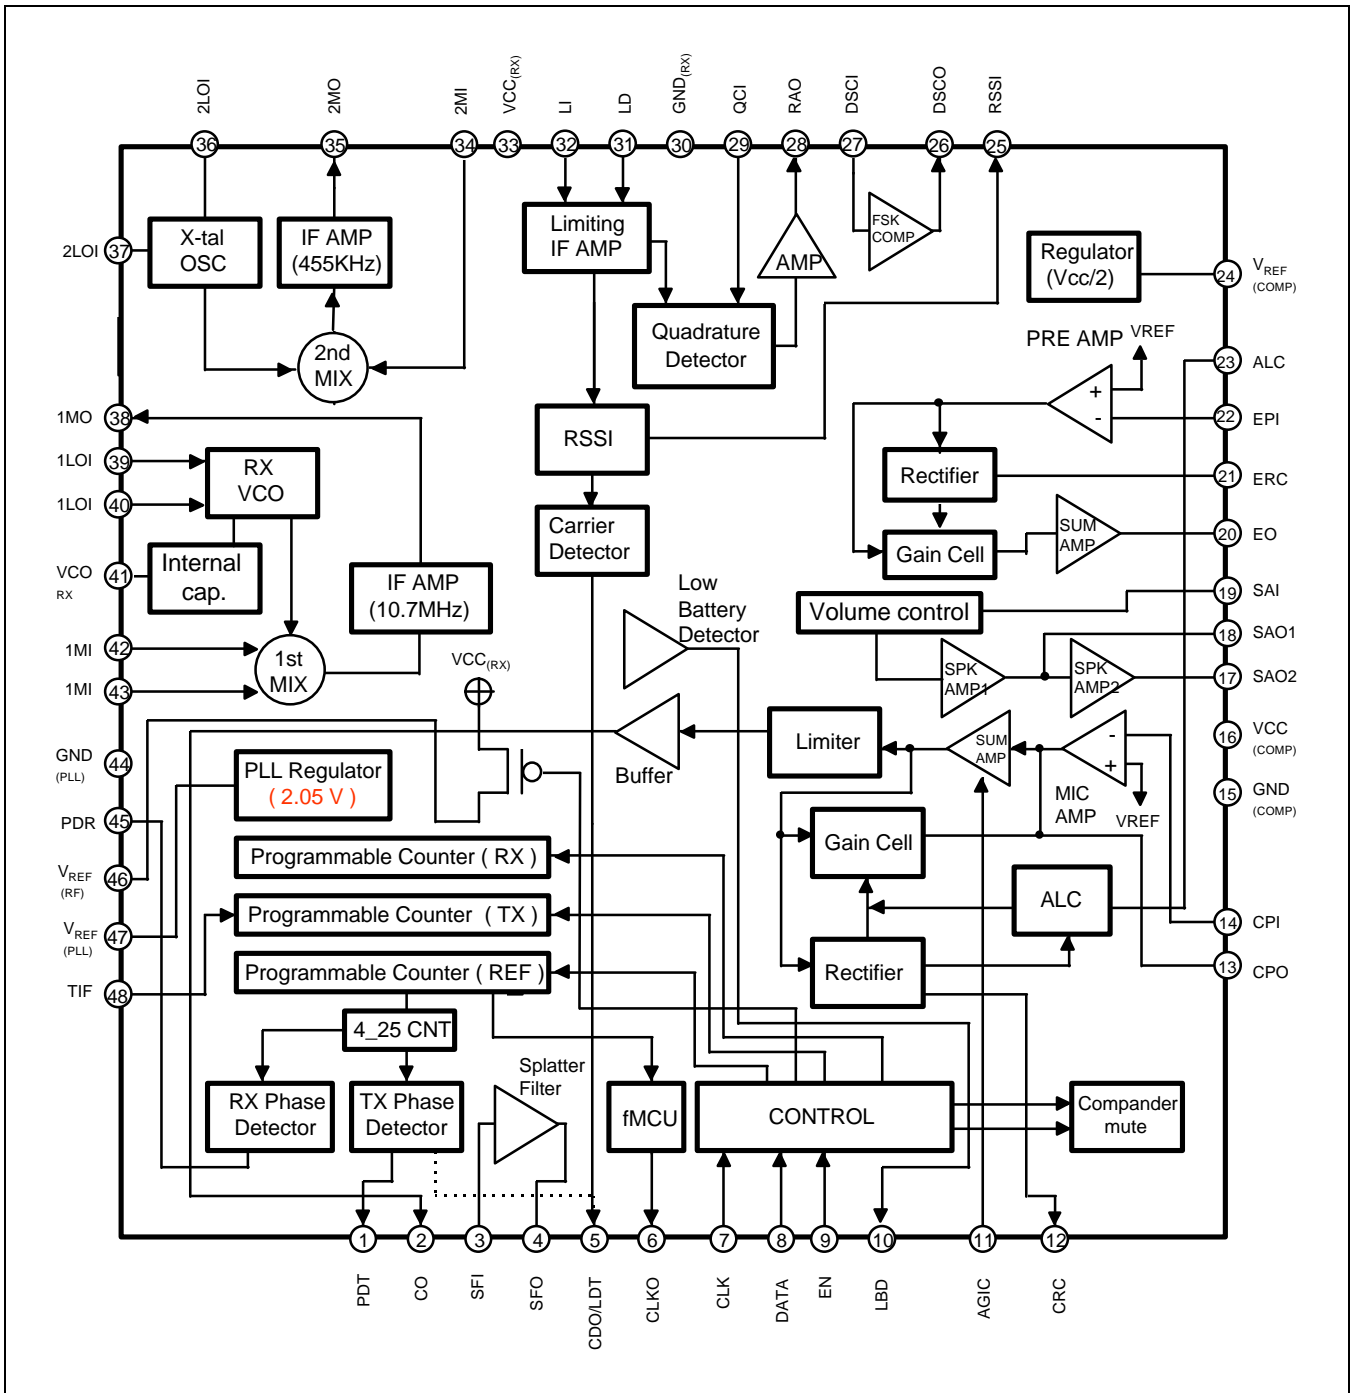 2LOI
2MO
2MI
VCC(RX)
LI
LD
GND(RX)
QCI
RAO
DSCI
DSCO
RSSI
36
35
34
33
32
31
30
29
28
27
26
25
2LOI
37
X-tal
OSC
IF AMP
(455KHz)
2nd
MIX
Limiting
IF AMP
Quadrature
Detector
AMP
FSK
COMP
Regulator
(Vcc/2)
24
VREF
(COMP)
PRE AMP
VREF
+
-
23
ALC
22
EPI
1MO
38
1LOI
39
1LOI
40
RX
VCO
RSSI
Rectifier
21
ERC
Carrier
Detector
Gain Cell
SUM
AMP
20
EO
VCO
RX
41
Internal
cap.
IF AMP
(10.7MHz)
Low
Battery
Detector
Volume control
19
SAI
1MI
42
1MI
43
1st
MIX
VCC(RX)
SPK
AMP1
SPK
AMP2
18
SAO1
17
SAO2
GND
(PLL)
44
PLL Regulator
( 2.05 V )
Buffer
Limiter
SUM
AMP
-
+
MIC
AMP
VREF
16
VCC
(COMP)
15
GND
(COMP)
PDR
45
Programmable Counter ( RX )
Gain Cell
VREF
(RF)
46
Programmable Counter ( TX )
ALC
14
CPI
VREF
(PLL)
47
Programmable Counter ( REF )
Rectifier
13
CPO
TIF
48
4_25 CNT
RX Phase
Detector
TX Phase
Detector
Splatter
Filter
fMCU
CONTROL
Compander
mute
1
2
3
4
5
6
7
8
9
10
11
12
PDT
CO
SFI
SFO
CDO/LDT
CLKO
CLK
DATA
EN
LBD
AGIC
CRC